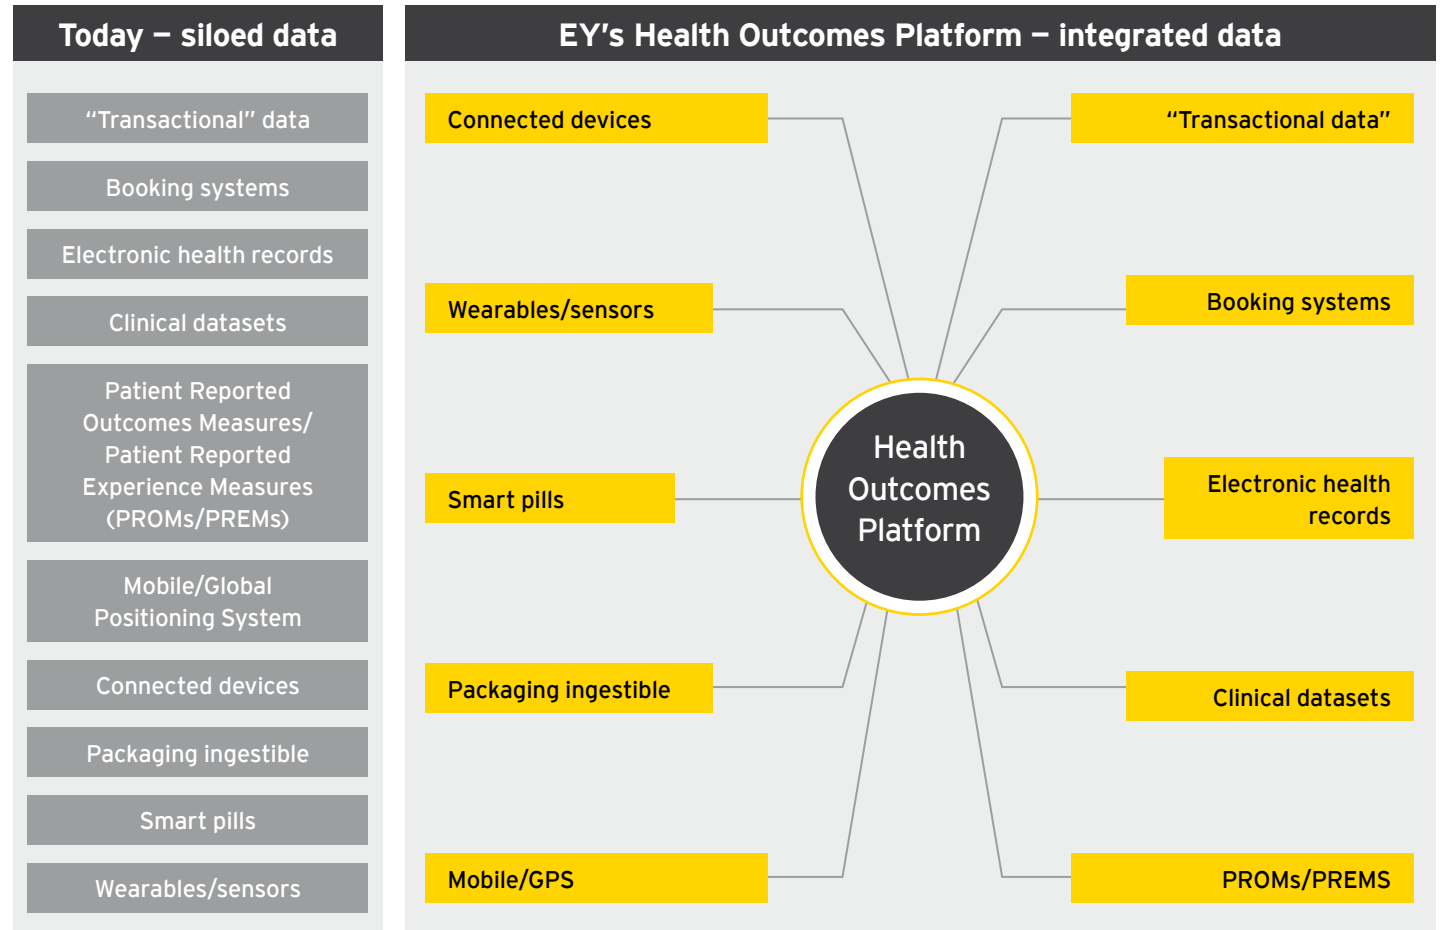 Today – siloed data
“Transactional” data
Booking systems
Electronic health records
Clinical datasets
Patient Reported
Outcomes Measures/
Patient Reported
Experience Measures
(PROMs/PREMs)
Mobile/Global
Positioning System
Connected devices
Packaging ingestible
Smart pills
Wearables/sensors
EY’s Health Outcomes Platform – integrated data
Connected devices
Wearables/sensors
Smart pills
Packaging ingestible
Mobile/GPS
Health
Outcomes
Platform
“Transactional data”
Booking systems
Electronic health
records
Clinical datasets
PROMs/PREMS